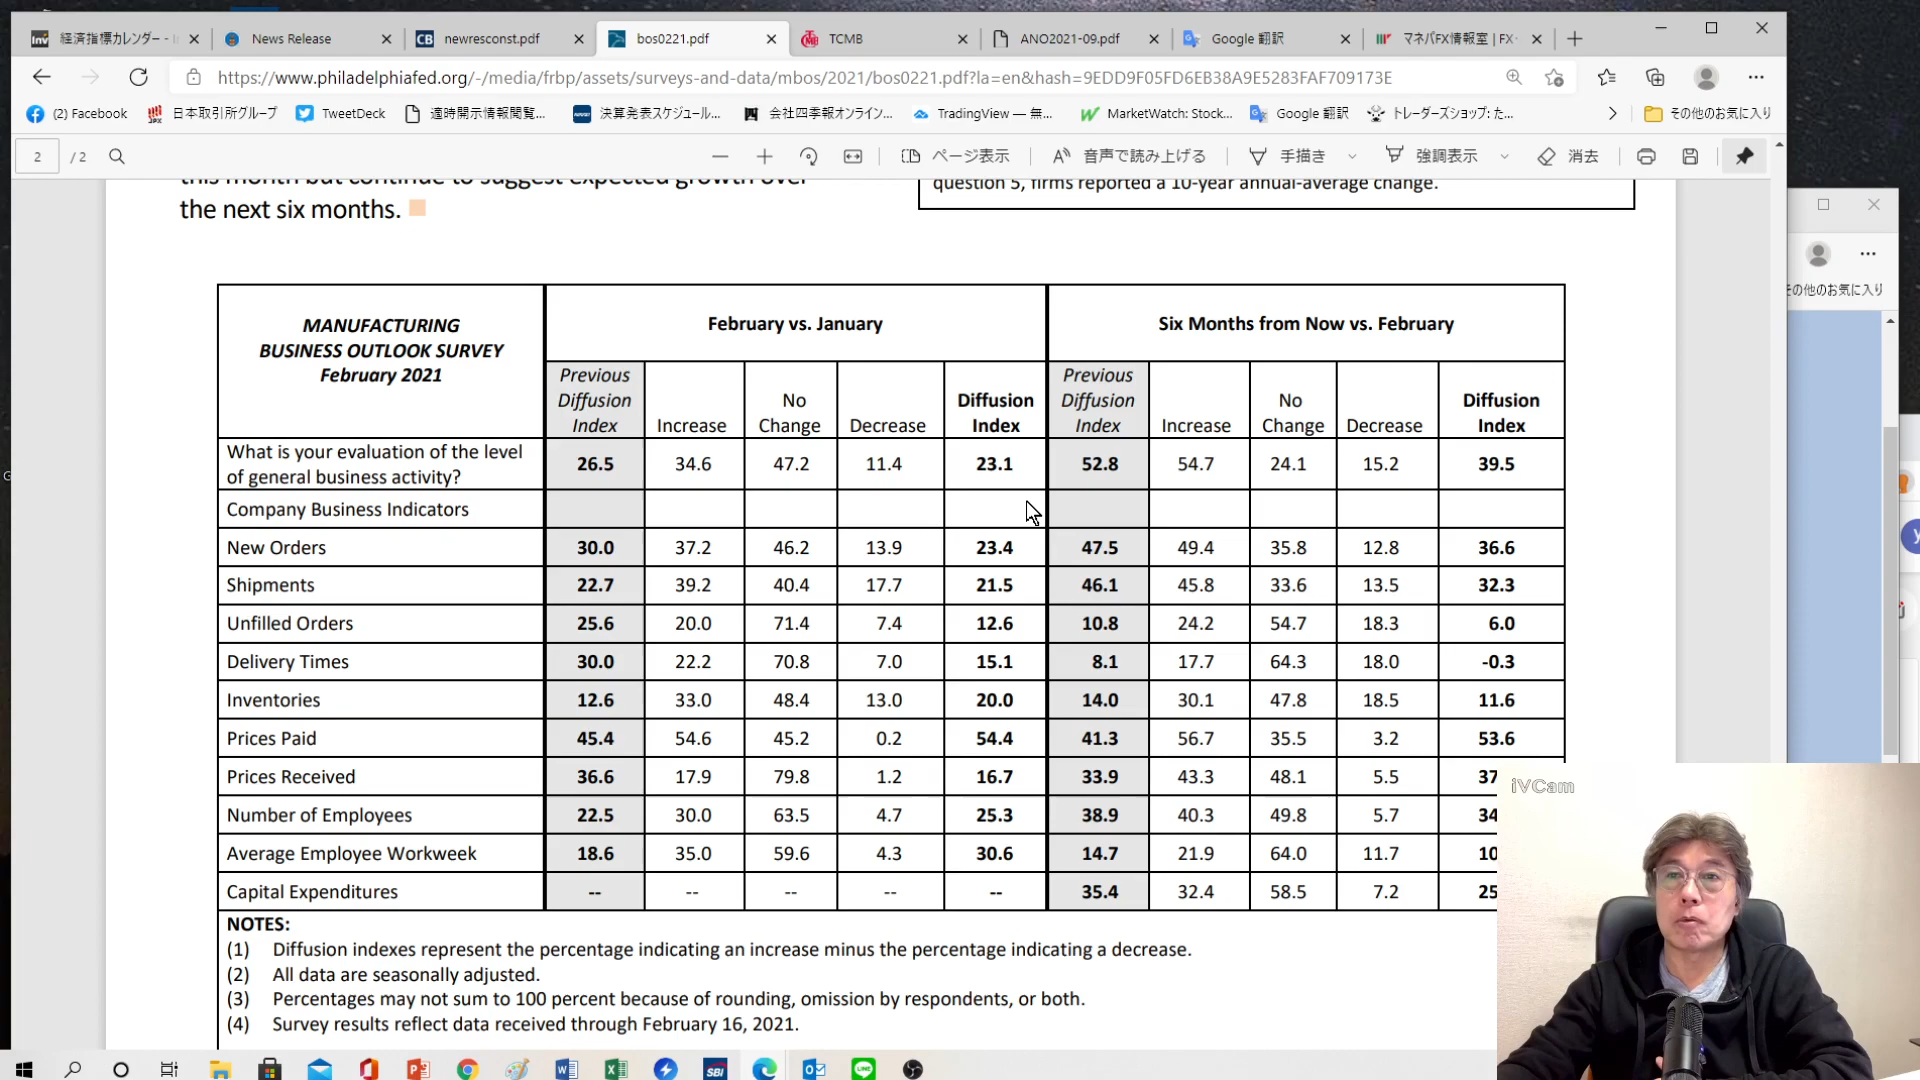 経済指標カレンダー - I
News Release
newresconst.pdf
bos0221.pdf
TCMB
ANO2021-09.pdf
Google 翻訳
マネパFX情報室 | FX
https://www.philadelphiafed.org/-/media/frbp/assets/surveys-and-data/mbos/2021/bos0221.pdf?la=en&hash=9EDD9F05FD6EB38A9E5283FAF709173E
(2) Facebook
日本取引所グループ
TweetDeck
適時開示情報閲覧...
決算発表スケジュール...
会社四季報オンライン...
TradingView — 無...
MarketWatch: Stock...
Google 翻訳
トレーダーズショップ: た...
その他のお気に入り
2 / 2
ページ表示
音声で読み上げる
手描き
強調表示
消去
this month but continue to suggest expected growth over
the next six months.
question 5, firms reported a 10-year annual-average change.
その他のお気に入り
MANUFACTURING
BUSINESS OUTLOOK SURVEY
February 2021
February vs. January
Six Months from Now vs. February
Previous Diffusion Index Increase No Change Decrease Diffusion Index Previous Diffusion Index Increase No Change Decrease Diffusion Index
What is your evaluation of the level
of general business activity? 26.5 34.6 47.2 11.4 23.1 52.8 54.7 24.1 15.2 39.5
Company Business Indicators
New Orders 30.0 37.2 46.2 13.9 23.4 47.5 49.4 35.8 12.8 36.6
Shipments 22.7 39.2 40.4 17.7 21.5 46.1 45.8 33.6 13.5 32.3
Unfilled Orders 25.6 20.0 71.4 7.4 12.6 10.8 24.2 54.7 18.3 6.0
Delivery Times 30.0 22.2 70.8 7.0 15.1 8.1 17.7 64.3 18.0 -0.3
Inventories 12.6 33.0 48.4 13.0 20.0 14.0 30.1 47.8 18.5 11.6
Prices Paid 45.4 54.6 45.2 0.2 54.4 41.3 56.7 35.5 3.2 53.6
Prices Received 36.6 17.9 79.8 1.2 16.7 33.9 43.3 48.1 5.5 37
Number of Employees 22.5 30.0 63.5 4.7 25.3 38.9 40.3 49.8 5.7 34
Average Employee Workweek 18.6 35.0 59.6 4.3 30.6 14.7 21.9 64.0 11.7 10
Capital Expenditures -- -- -- -- -- 35.4 32.4 58.5 7.2 25
NOTES:
(1) Diffusion indexes represent the percentage indicating an increase minus the percentage indicating a decrease.
(2) All data are seasonally adjusted.
(3) Percentages may not sum to 100 percent because of rounding, omission by respondents, or both.
(4) Survey results reflect data received through February 16, 2021.
iVCam